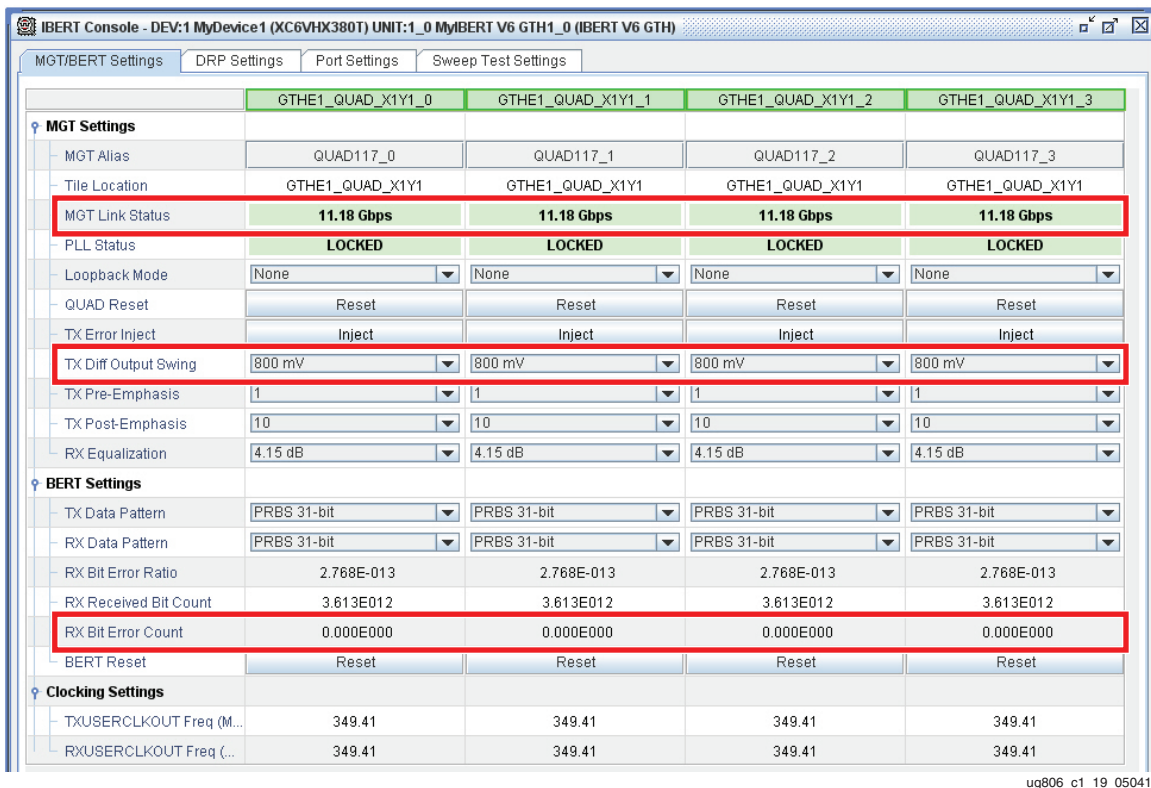 IBERT Console - DEV:1 MyDevice1 (XC6VHX380T) UNIT:1_0 MyIBERT V6 GTH1_0 (IBERT V6 GTH)
MGT/BERT Settings DRP Settings Port Settings Sweep Test Settings
GTHE1_QUAD_X1Y1_0 GTHE1_QUAD_X1Y1_1 GTHE1_QUAD_X1Y1_2 GTHE1_QUAD_X1Y1_3
MGT Settings
MGT Alias QUAD117_0 QUAD117_1 QUAD117_2 QUAD117_3
Tile Location GTHE1_QUAD_X1Y1 GTHE1_QUAD_X1Y1 GTHE1_QUAD_X1Y1 GTHE1_QUAD_X1Y1
MGT Link Status 11.18 Gbps 11.18 Gbps 11.18 Gbps 11.18 Gbps
PLL Status LOCKED LOCKED LOCKED LOCKED
Loopback Mode None None None None
QUAD Reset Reset Reset Reset Reset
TX Error Inject Inject Inject Inject Inject
TX Diff Output Swing 800 mV 800 mV 800 mV 800 mV
TX Pre-Emphasis 1 1 1 1
TX Post-Emphasis 10 10 10 10
RX Equalization 4.15 dB 4.15 dB 4.15 dB 4.15 dB
BERT Settings
TX Data Pattern PRBS 31-bit PRBS 31-bit PRBS 31-bit PRBS 31-bit
RX Data Pattern PRBS 31-bit PRBS 31-bit PRBS 31-bit PRBS 31-bit
RX Bit Error Ratio 2.768E-013 2.768E-013 2.768E-013 2.768E-013
RX Received Bit Count 3.613E012 3.613E012 3.613E012 3.613E012
RX Bit Error Count 0.000E000 0.000E000 0.000E000 0.000E000
BERT Reset Reset Reset Reset Reset
Clocking Settings
TXUSERCLKOUT Freq (M... 349.41 349.41 349.41 349.41
RXUSERCLKOUT Freq (... 349.41 349.41 349.41 349.41
ug806_c1_19_05041